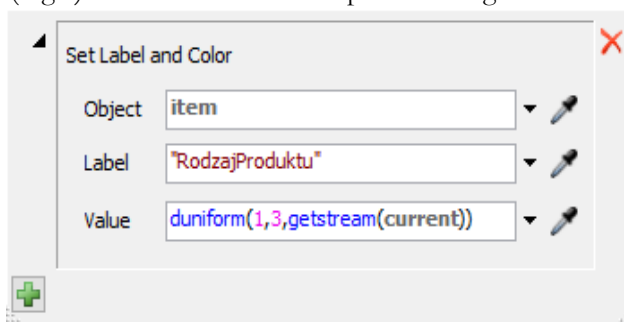 Set Label and Color
Object item
Label "RodzajProduktu"
Value duniform(1,3,getstream(current))